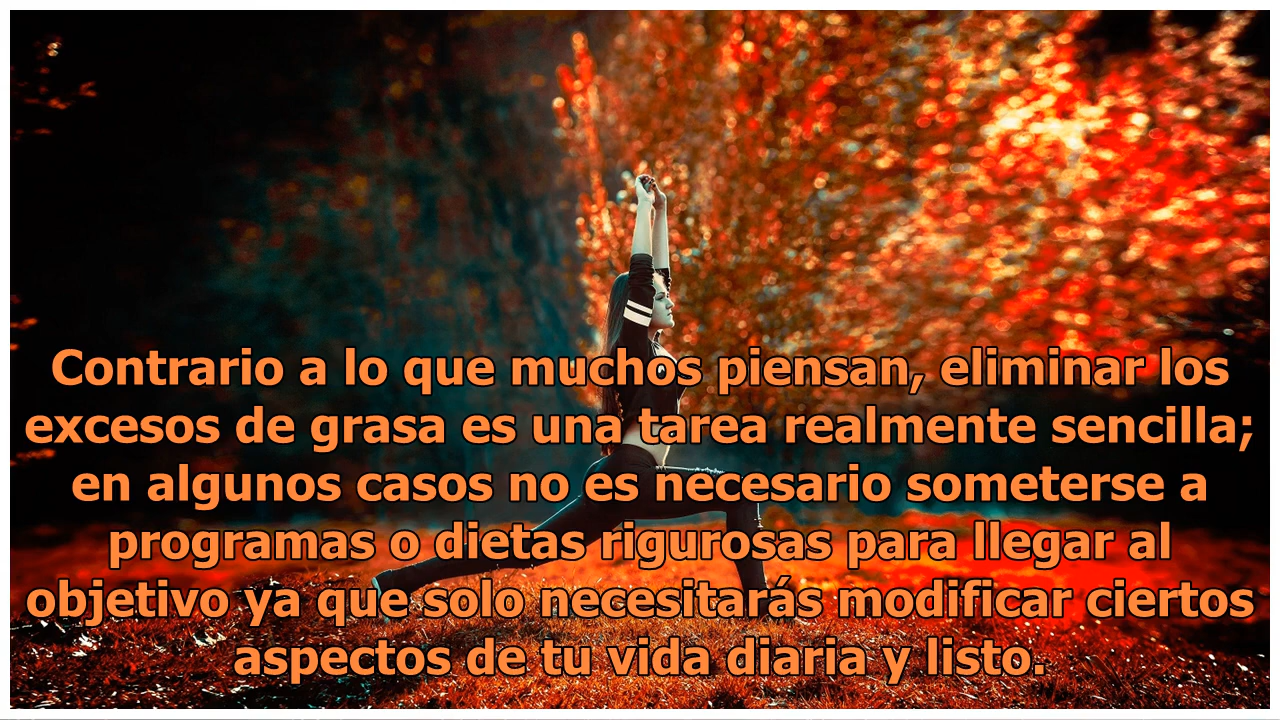 Contrario a lo que muchos piensan, eliminar los
excesos de grasa es una tarea realmente sencilla;
en algunos casos no es necesario someterse a
programas o dietas rigurosas para llegar al
objetivo ya que solo necesitarás modificar ciertos
aspectos de tu vida diaria y listo.